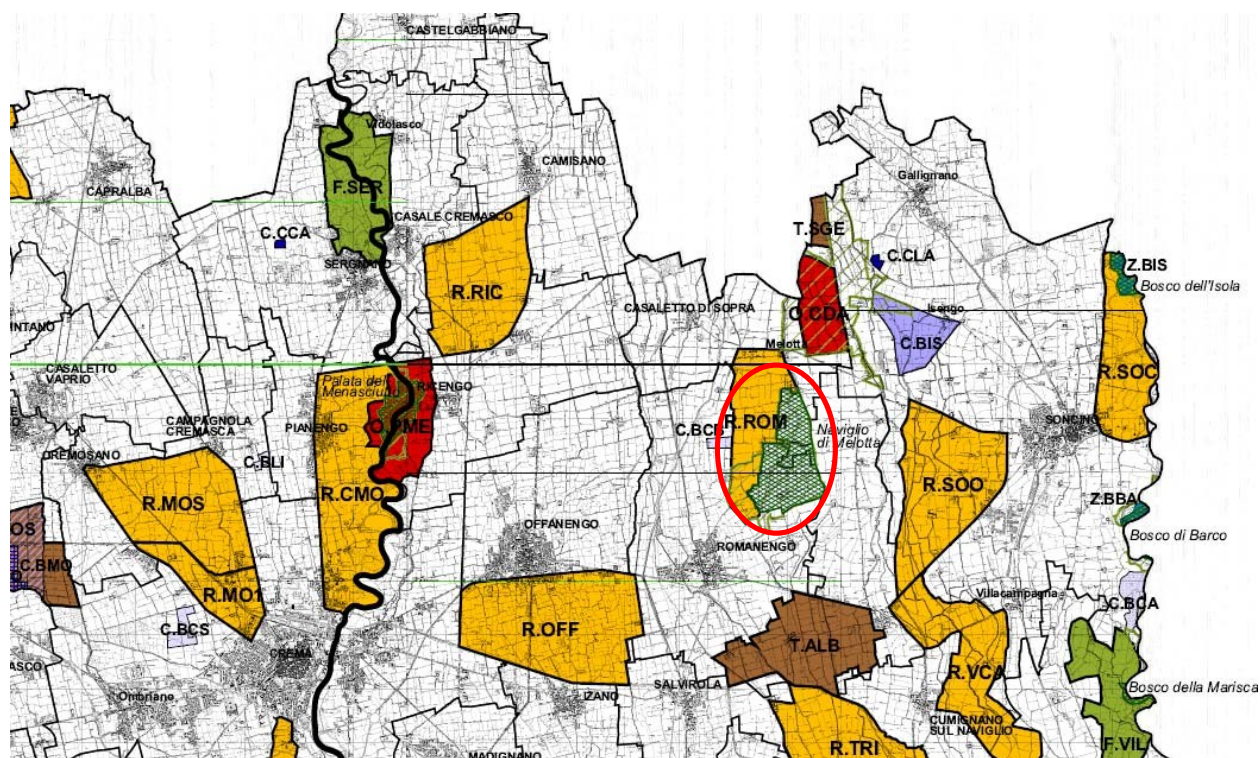 CASTELGABBIANO
Vidolasco
CAMISANO
Gallignano
CAPRALBA
F.SER
CASALE CREMASCO
C.CCA
T.SGE
C.CLA
SERGNANO
Z.BIS
Bosco dell'Isola
R.RIC
CASALETTO DI SOPRA
O.CDA
Isengo
Melotta
C.BIS
CASALETTO
VAPRIO
Palata del
Menasciutto
RICENGO
R.SOC
CAMPAGNOLA
CREMASCA
PIANENGO
O.PME
R.ROM
Naviglio
di Melotta
SONCINO
C.BLI
R.CMO
R.MOS
R.SOO
Z.BBA
OFFANENGO
Bosco di Barco
ROMANENGO
C.BMO
R.MO1
Villacampagna
C.BCA
C.BCS
R.OFF
T.ALB
CREMA
R.VCA
Ombriano
IZANO
SALVIROLA
Bosco della Marisca
CUMIGNANO
SUL NAVIGLIO
MADIGNANO
R.TRI
F.VIL